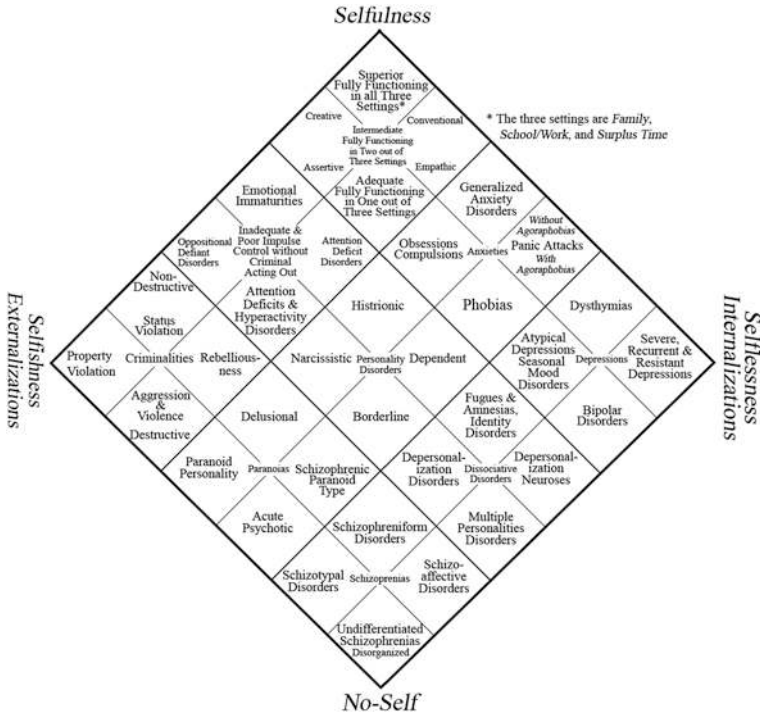 Selfulness
Superior
Fully Functioning
in all Three
Settings*
Creative
Conventional
* The three settings are Family,
School/Work, and Surplus Time
Intermediate
Fully Functioning
in Two out of
Three Settings
Assertive
Empathic
Adequate
Fully Functioning
in One out of
Three Settings
Emotional
Immaturities
Generalized
Anxiety
Disorders
Oppositional
Defiant
Disorders
Inadequate &
Poor Impulse
Control without
Criminal
Acting Out
Attention
Deficit
Disorders
Obsessions
Compulsions
Anxieties
Without
Agoraphobias
Panic Attacks
With
Agoraphobias
Non-
Destructive
Attention
Deficits &
Hyperactivity
Disorders
Histrionic
Phobias
Dysthymias
Selfishness
Externalizations
Status
Violation
Property
Violation
Criminalities
Rebellious-
ness
Narcissistic
Personality
Disorders
Dependent
Atypical
Depressions
Seasonal
Mood
Disorders
Depressions
Severe,
Recurrent &
Resistant
Depressions
Selflessness
Internalizations
Aggression
&
Violence
Destructive
Delusional
Borderline
Fugues &
Amnesias,
Identity
Disorders
Bipolar
Disorders
Paranoid
Personality
Paranoias
Schizophrenic
Paranoid
Type
Depersonal-
ization
Disorders
Dissociative
Disorders
Depersonal-
ization
Neuroses
Acute
Psychotic
Schizophreniform
Disorders
Multiple
Personalities
Disorders
Schizotypal
Disorders
Schizoprenias
Schizo-
affective
Disorders
Undifferentiated
Schizophrenias
Disorganized
No-Self